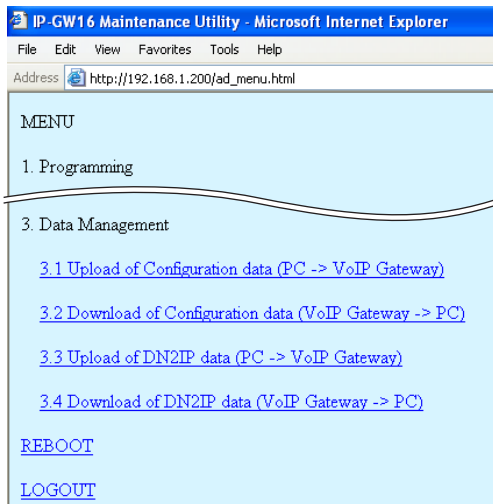 IP-GW16 Maintenance Utility - Microsoft Internet Explorer
File Edit View Favorites Tools Help
Address http://192.168.1.200/ad_menu.html
MENU
1. Programming
3. Data Management
3.1 Upload of Configuration data (PC -> VoIP Gateway)
3.2 Download of Configuration data (VoIP Gateway -> PC)
3.3 Upload of DN2IP data (PC -> VoIP Gateway)
3.4 Download of DN2IP data (VoIP Gateway -> PC)
REBOOT
LOGOUT